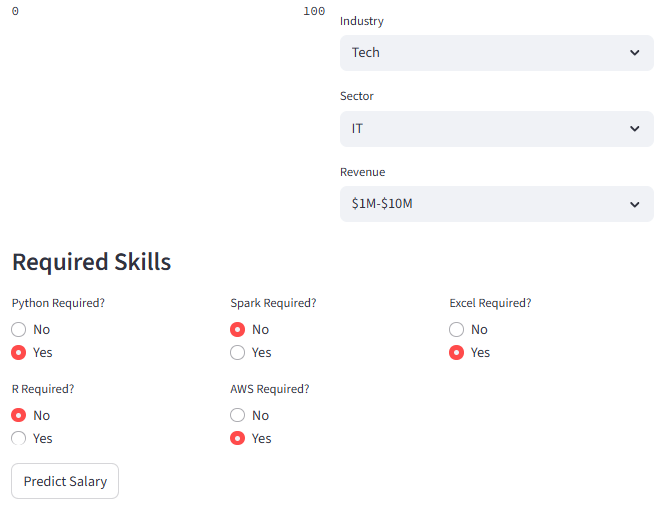 0 100
Industry
Tech
Sector
IT
Revenue
$1M-$10M
Required Skills
Python Required? Spark Required? Excel Required?
No No No
Yes Yes Yes
R Required? AWS Required?
No No
Yes Yes
Predict Salary